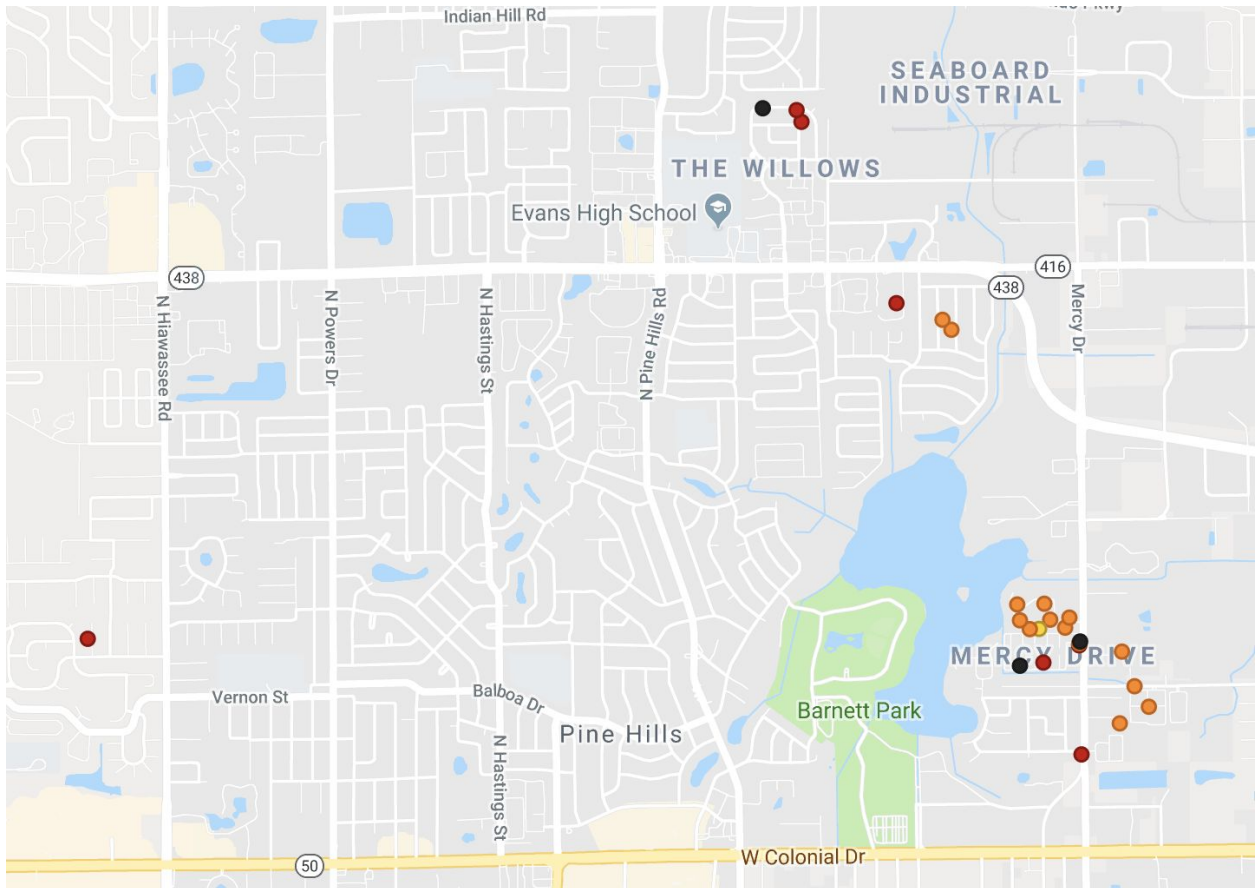 Indian Hill Rd
Pkwy
SEABOARD
INDUSTRIAL
THE WILLOWS
Evans High School
438
416
438
N Hiawassee Rd
N Powers Dr
N Hastings St
N Pine Hills Rd
Mercy Dr
MERCY DRIVE
Vernon St
Balboa Dr
Barnett Park
Pine Hills
N Hastings St
50
W Colonial Dr